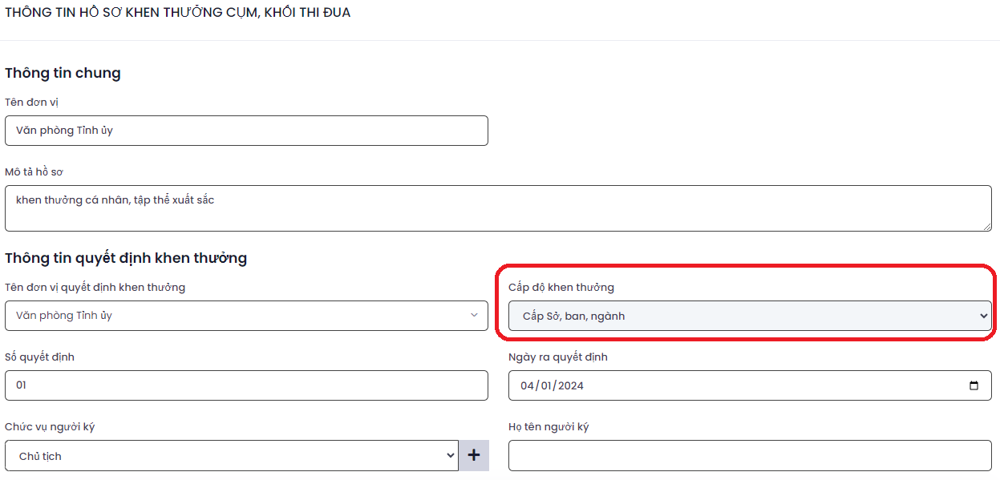 THÔNG TIN HỒ SƠ KHEN THƯỞNG CỤM, KHỐI THI ĐUA
Thông tin chung
Tên đơn vị
Văn phòng Tỉnh ủy
Mô tả hồ sơ
khen thưởng cá nhân, tập thể xuất sắc
Thông tin quyết định khen thưởng
Tên đơn vị quyết định khen thưởng
Cấp độ khen thưởng
Văn phòng Tỉnh ủy
Cấp Sở, ban, ngành
Số quyết định
Ngày ra quyết định
01
04/01/2024
Chức vụ người ký
Họ tên người ký
Chủ tịch
+